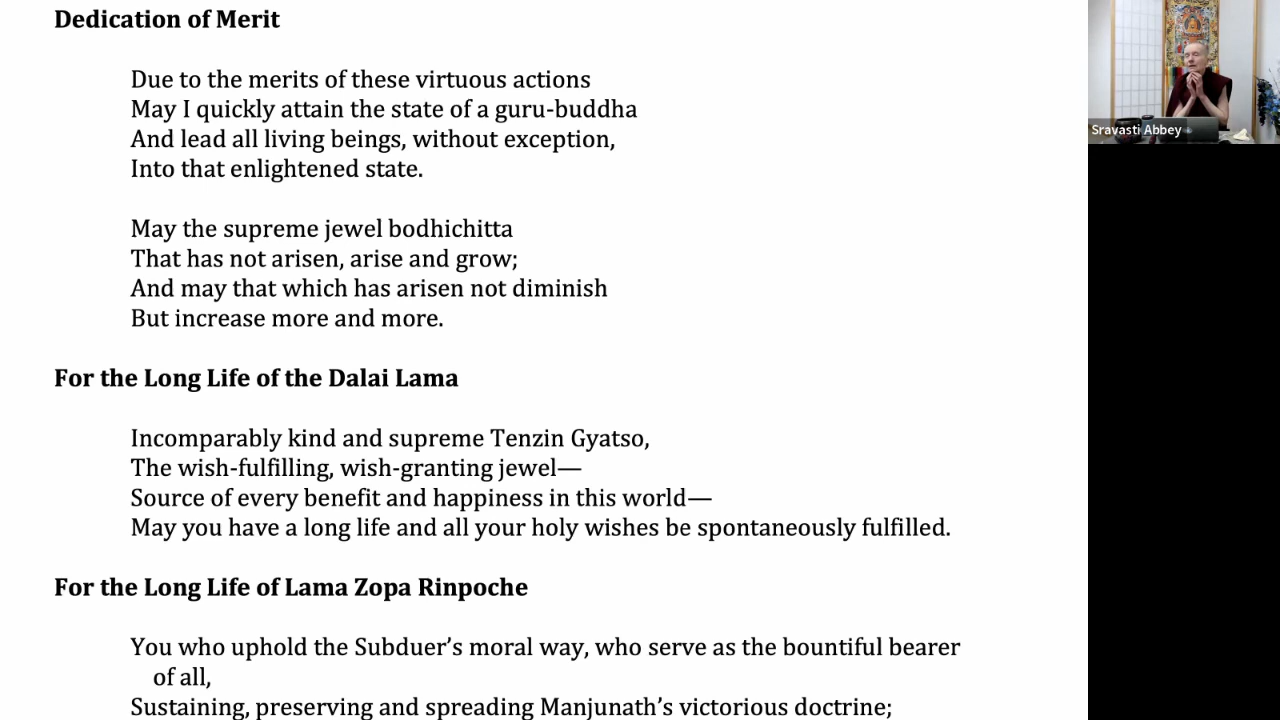 Dedication of Merit
Due to the merits of these virtuous actions
May I quickly attain the state of a guru-buddha
And lead all living beings, without exception,
Into that enlightened state.
May the supreme jewel bodhichitta
That has not arisen, arise and grow;
And may that which has arisen not diminish
But increase more and more.
For the Long Life of the Dalai Lama
Incomparably kind and supreme Tenzin Gyatso,
The wish-fulfilling, wish-granting jewel—
Source of every benefit and happiness in this world—
May you have a long life and all your holy wishes be spontaneously fulfilled.
For the Long Life of Lama Zopa Rinpoche
You who uphold the Subduer’s moral way, who serve as the bountiful bearer
of all,
Sustaining, preserving and spreading Manjunath’s victorious doctrine;
Sravasti Abbey